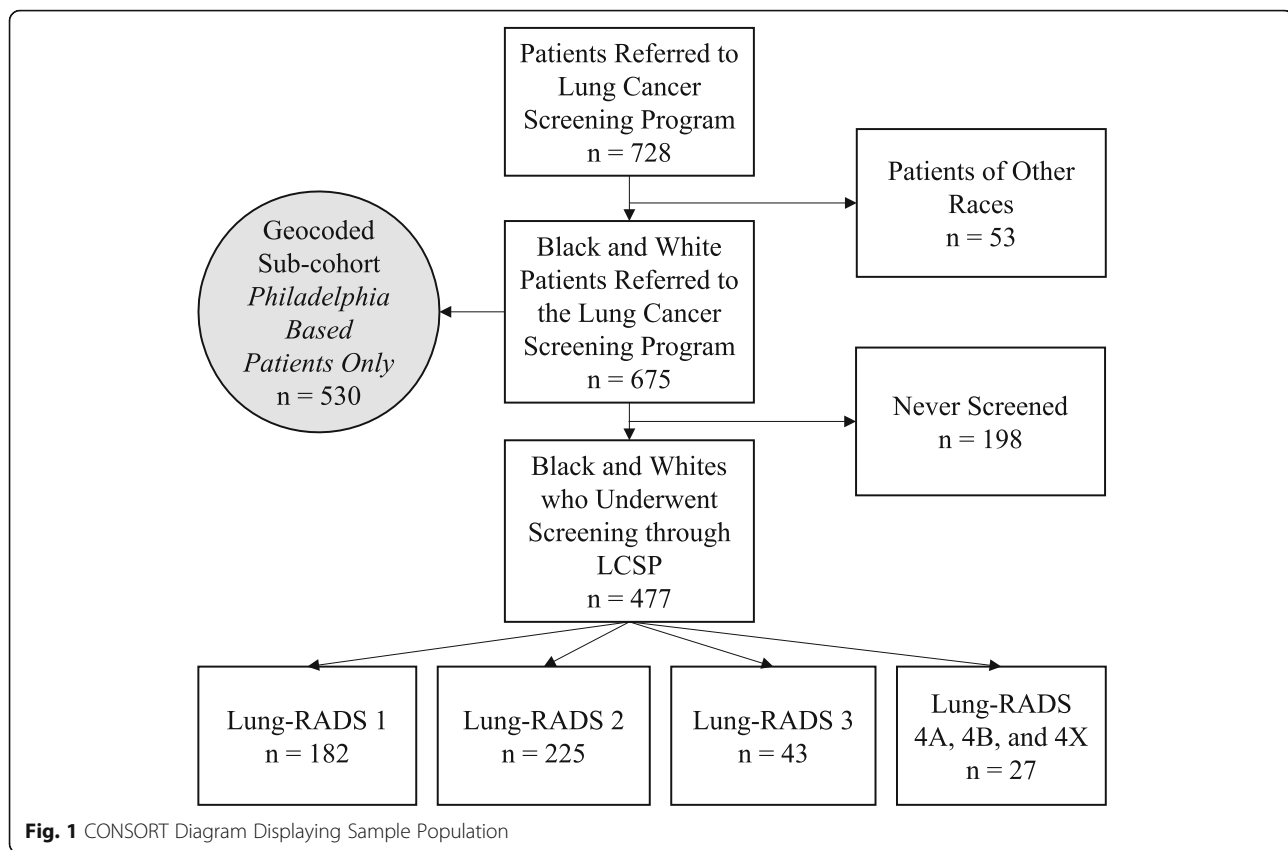 Patients Referred to
Lung Cancer
Screening Program
n = 728
Patients of Other
Races
n = 53
Geocoded
Sub-cohort
Philadelphia
Based
Patients Only
n = 530
Black and White
Patients Referred to
the Lung Cancer
Screening Program
n = 675
Never Screened
n = 198
Black and Whites
who Underwent
Screening through
LCSP
n = 477
Lung-RADS 1
n = 182
Lung-RADS 2
n = 225
Lung-RADS 3
n = 43
Lung-RADS
4A, 4B, and 4X
n = 27
Fig. 1 CONSORT Diagram Displaying Sample Population